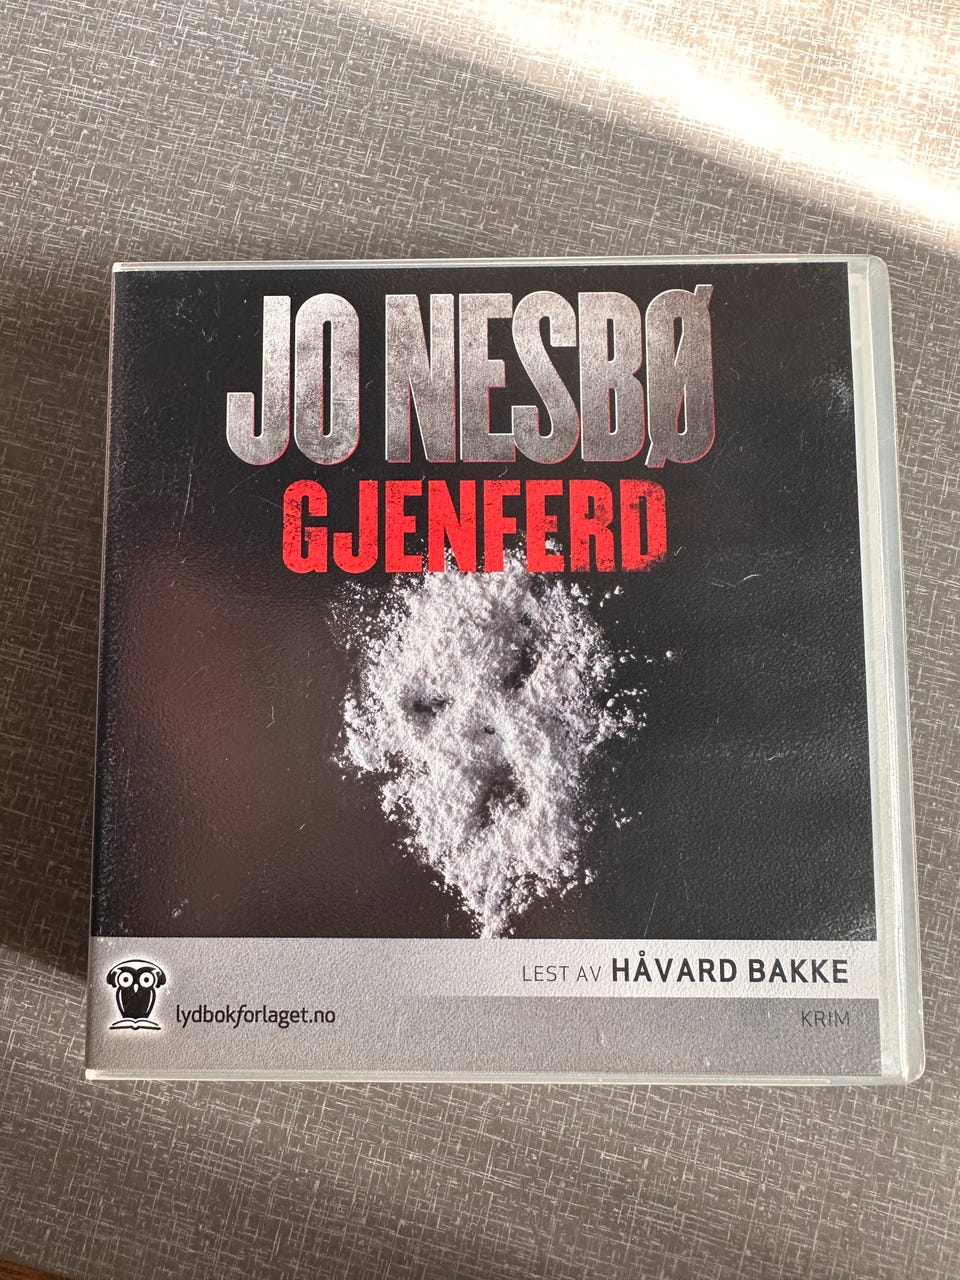 JO NESBØ
GJENFERD
LEST AV HÅVARD BAKKE
lydbokforlaget.no
KRIM